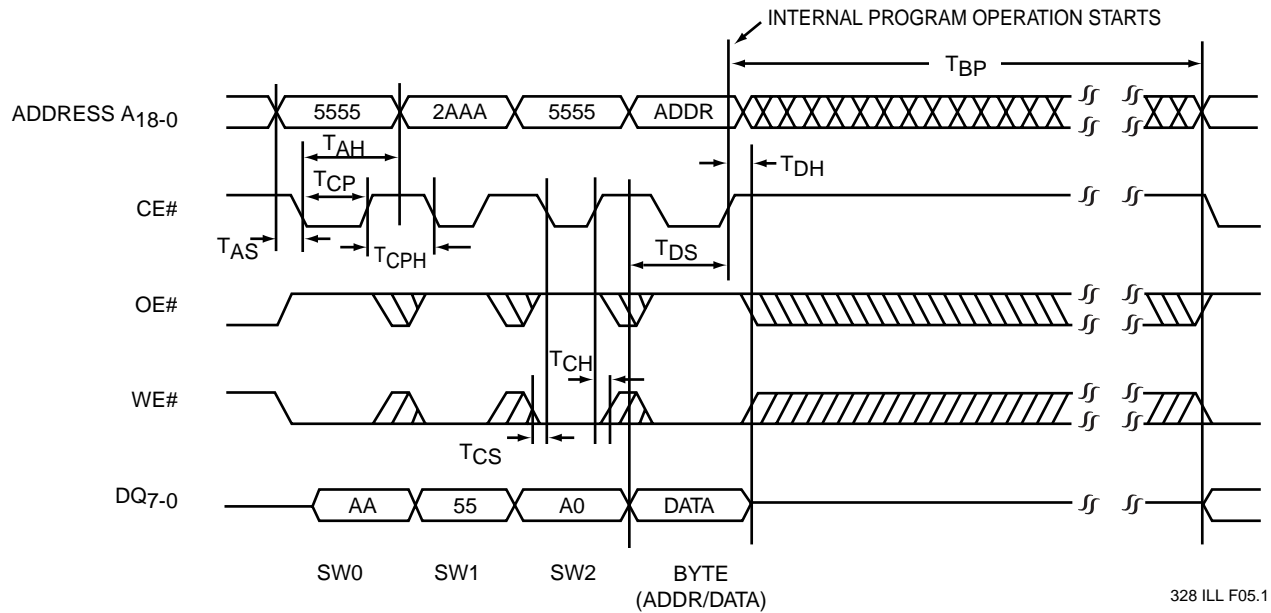 INTERNAL PROGRAM OPERATION STARTS
TBP
ADDRESS A18-0
5555
2AAA
5555
ADDR
TAH
TDH
TCP
CE#
TAS
TCPH
TDS
OE#
TCH
WE#
TCS
DQ7-0
AA
55
A0
DATA
SW0
SW1
SW2
BYTE
(ADDR/DATA)
328 ILL F05.1